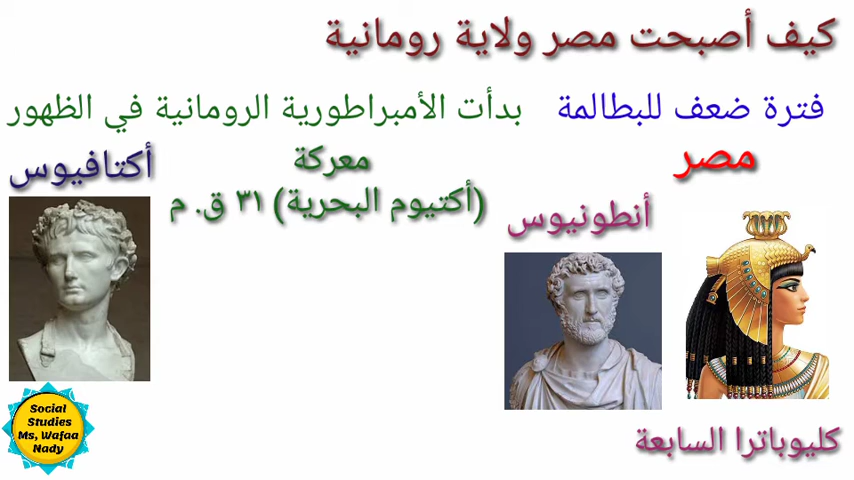 كيف أصبحت مصر ولاية رومانية
فترة ضعف للبطالمة
بدأت الأمبراطورية الرومانية في الظهور
مصر
معركة
(أكتيوم البحرية) ٣١ ق. م
أكتافيوس
أنطونيوس
كليوباترا السابعة
Social
Studies
Ms, Wafaa
Nady